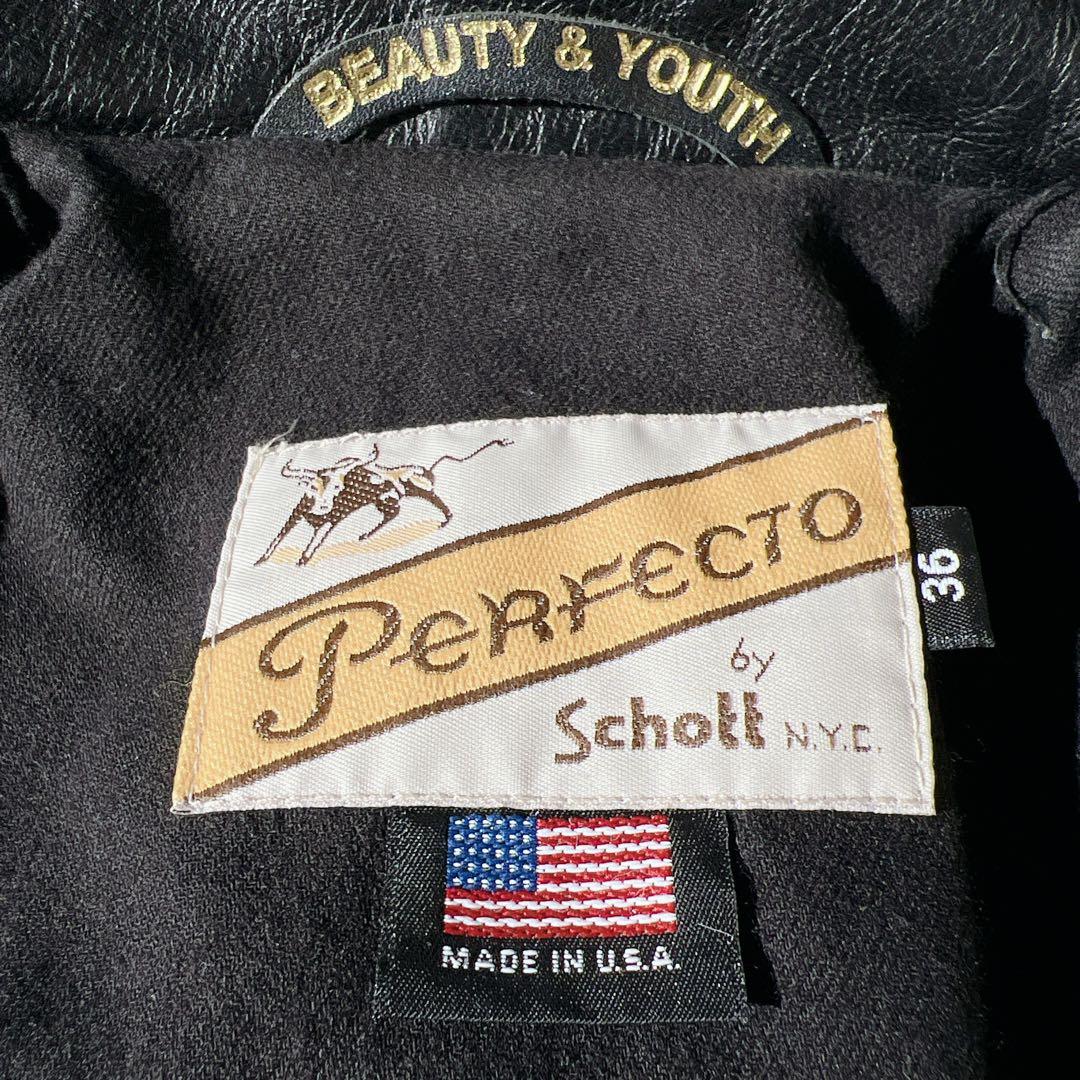 BEAUTY & YOUTH
PERFECTO
36
by
Schott N.Y.C.
MADE IN U.S.A.